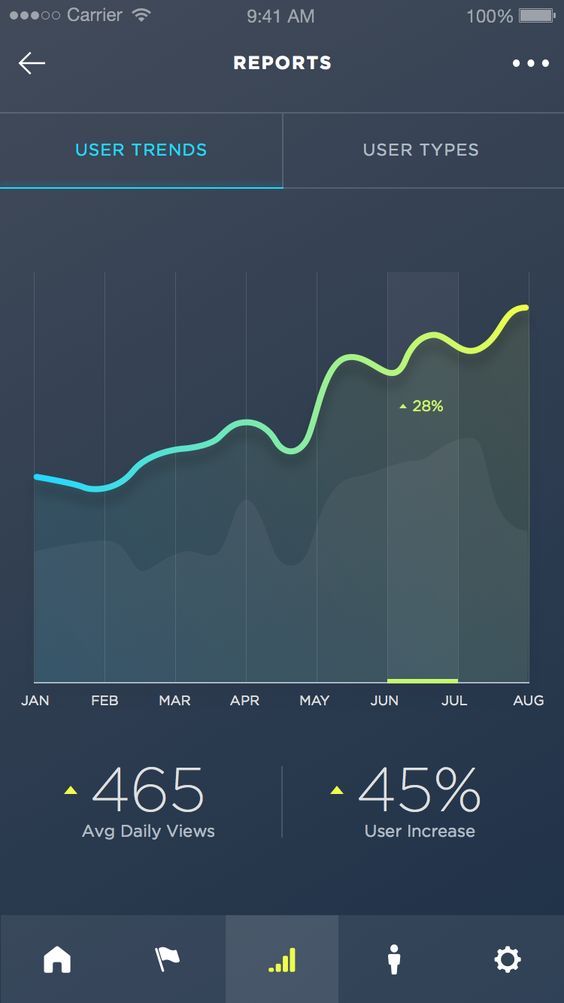 Carrier 9:41 AM 100%
REPORTS
USER TRENDS USER TYPES
28%
JAN FEB MAR APR MAY JUN JUL AUG
465 45%
Avg Daily Views User Increase